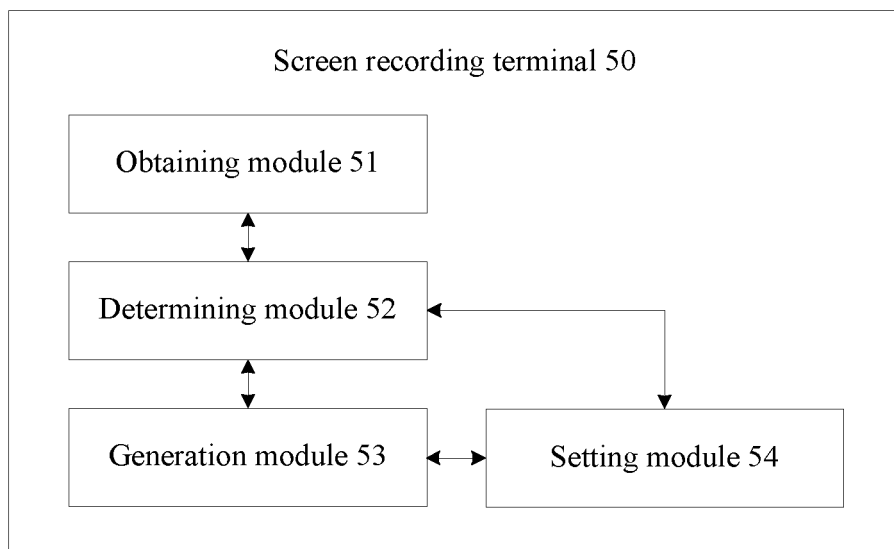 Screen recording terminal 50
Obtaining module 51
Determining module 52
Generation module 53
Setting module 54